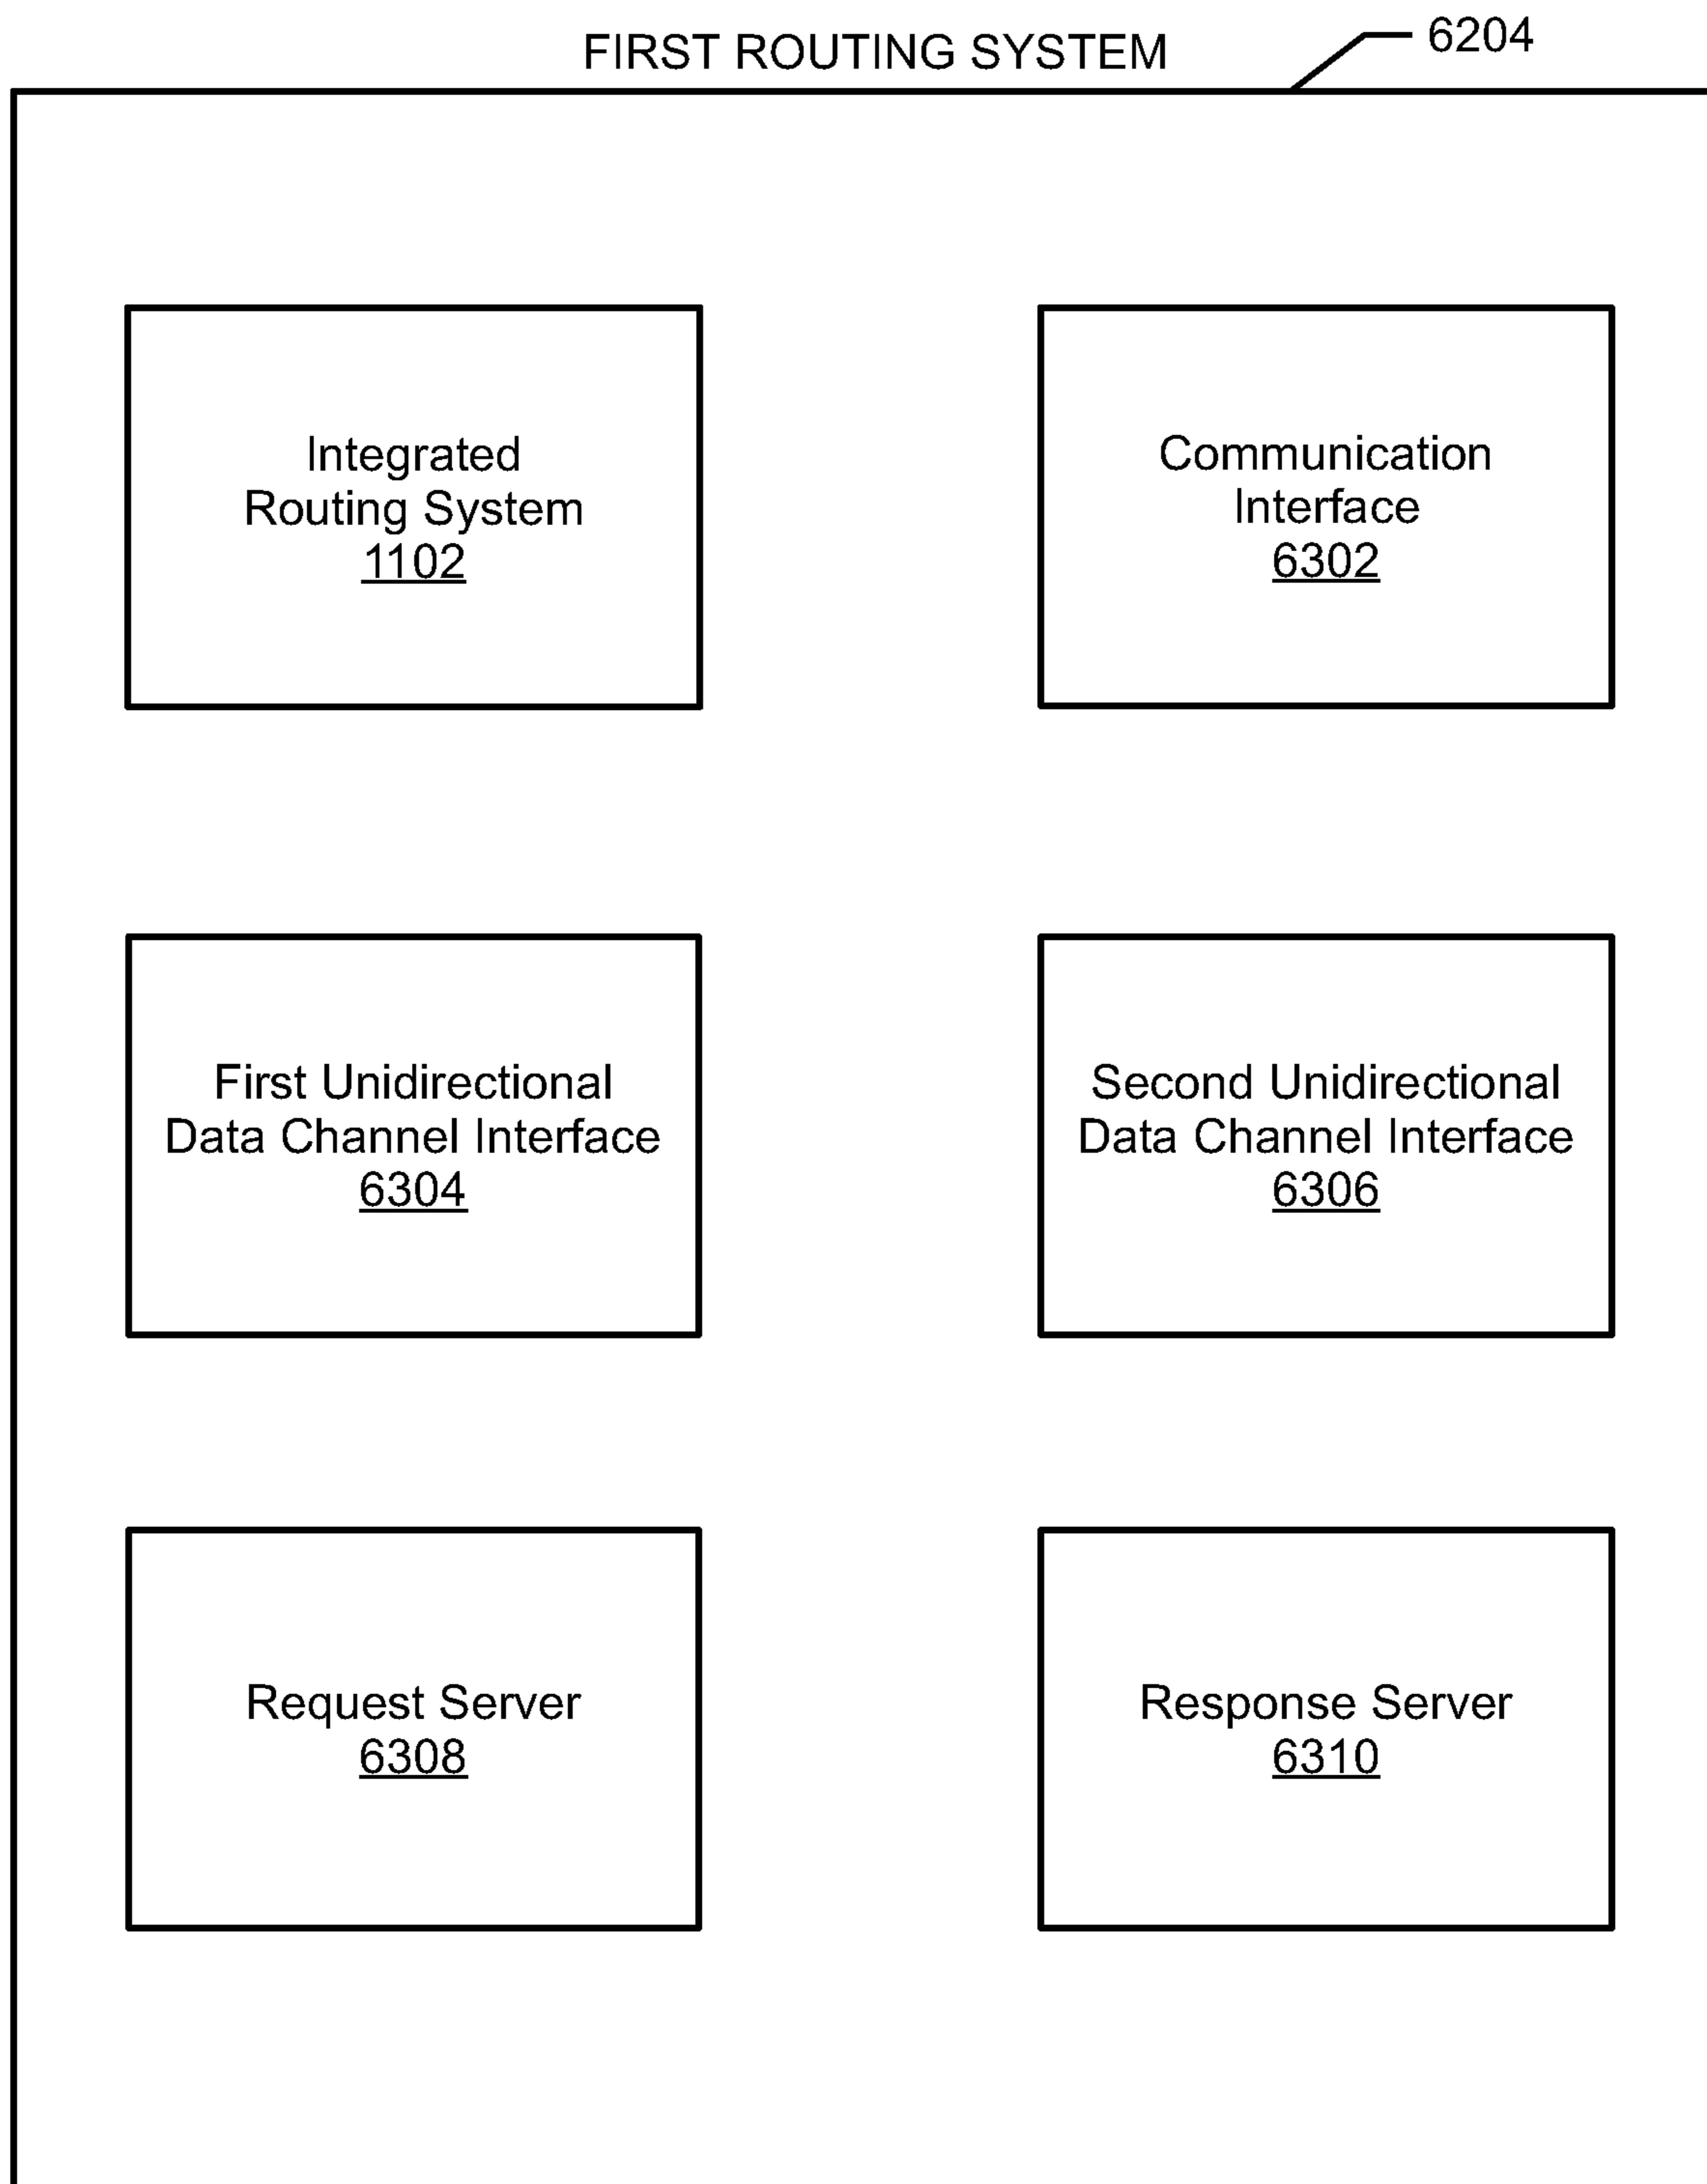 FIRST ROUTING SYSTEM
6204
Integrated
Routing System
1102
Communication
Interface
6302
First Unidirectional
Data Channel Interface
6304
Second Unidirectional
Data Channel Interface
6306
Request Server
6308
Response Server
6310